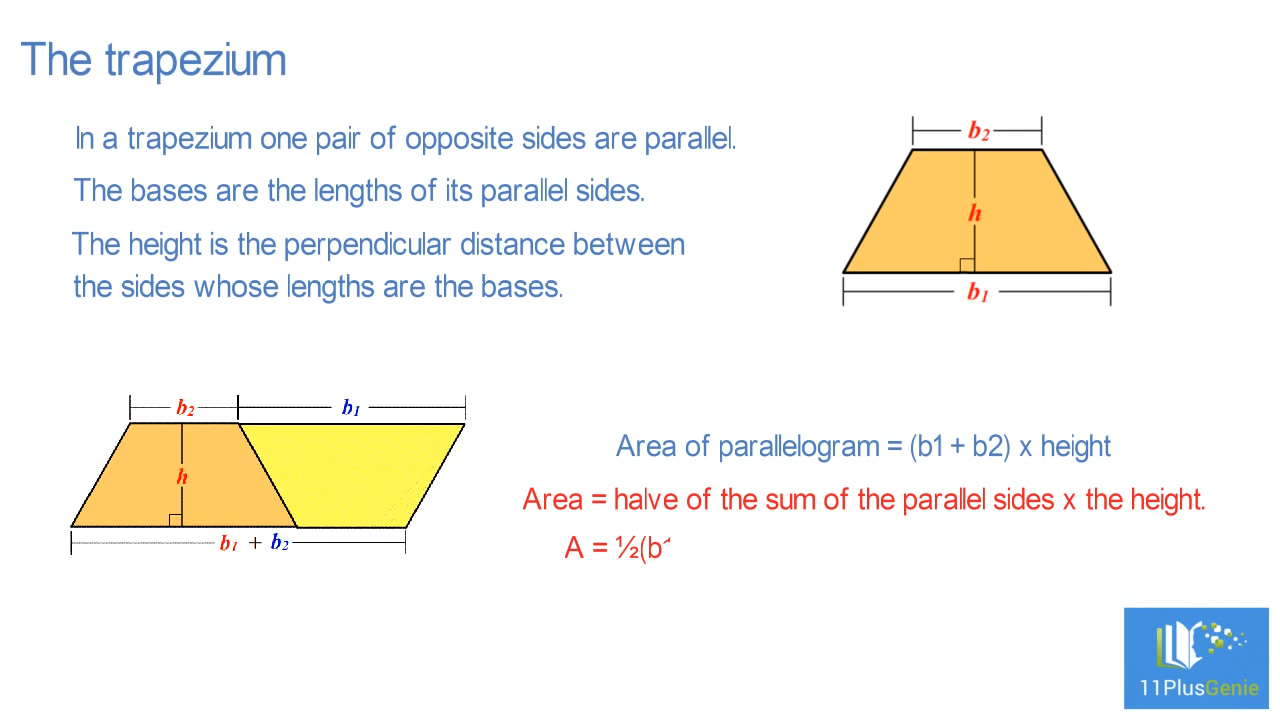 The trapezium
In a trapezium one pair of opposite sides are parallel.
The bases are the lengths of its parallel sides.
The height is the perpendicular distance between
the sides whose lengths are the bases.
b2
h
b1
b2
b1
h
b1 + b2
Area of parallelogram = (b1 + b2) x height
Area = halve of the sum of the parallel sides x the height.
A = ½(b
11PlusGenie